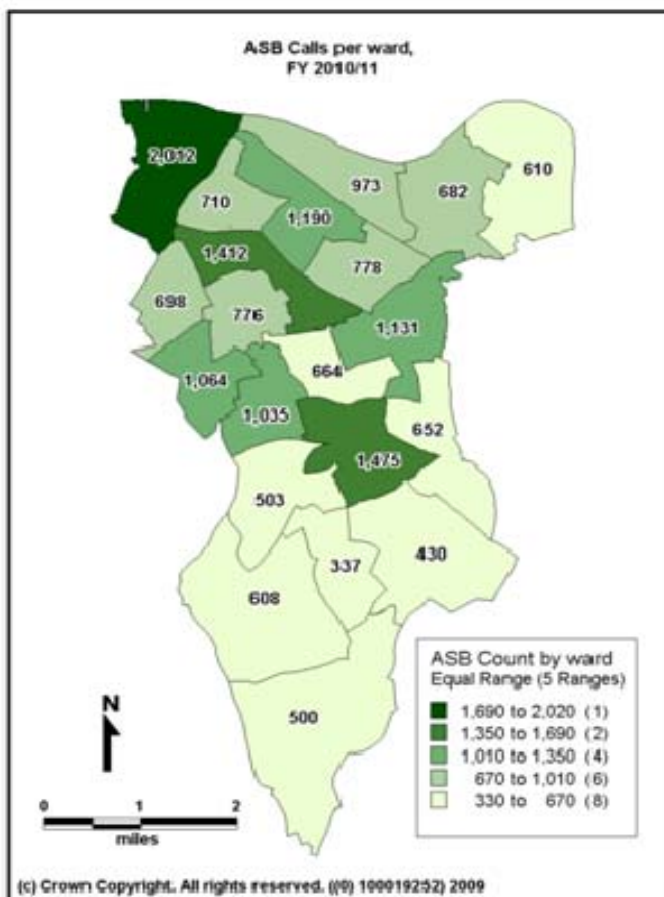 ASB Calls per ward,
FY 2010/11
2,012
610
973
682
710
1,190
1,412
778
698
776
1,131
664
1,064
1,035
652
1,475
503
430
337
608
500
ASB Count by ward
Equal Range (5 Ranges)
1,690 to 2,020 (1)
1,350 to 1,690 (2)
1,010 to 1,350 (4)
670 to 1,010 (6)
330 to 670 (8)
N
0 1 2
miles
(c) Crown Copyright. All rights reserved. ((0) 100019252) 2009